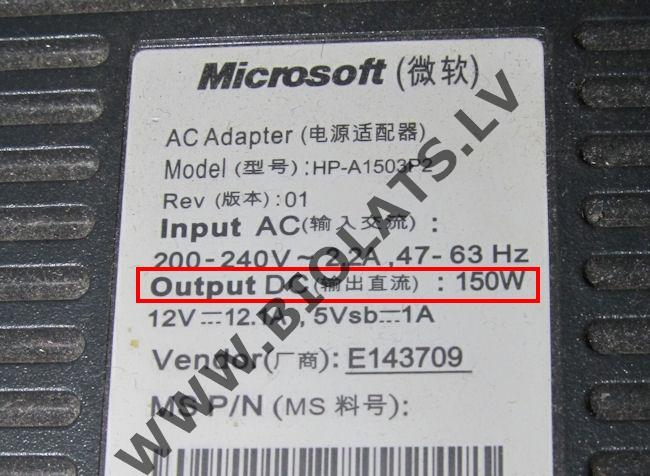 Microsoft (微软)
AC Adapter (电源适配器)
Model (型号) :HP-A1503P2
Rev (版本) : 01
Input AC(输入交流) :
200-240V ~ 2,2A ,47- 63 Hz
Output DC (输出直流) : 150W
12V⎓12.1A , 5Vsb⎓1A
Vendor(厂商): E143709
MS P/N (MS 料号):
WWW.BIOLATS.LV